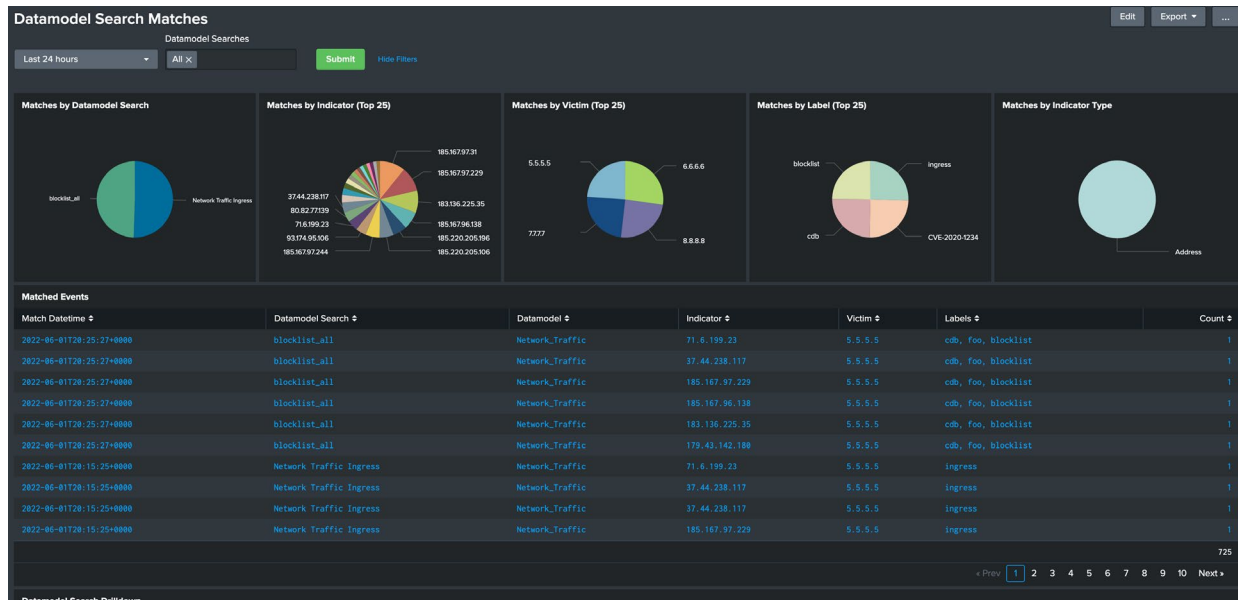 Datamodel Search Matches
Edit Export ...
Datamodel Searches
Last 24 hours All × Submit Hide Filters
Matches by Datamodel Search
blocklist_all
Network Traffic Ingress
Matches by Indicator (Top 25)
185.167.97.31
185.167.97.229
37.44.238.117
183.136.225.35
80.82.77.139
71.6.199.23
185.167.96.138
93.174.95.106
185.220.205.196
185.167.97.244
185.220.205.106
Matches by Victim (Top 25)
5.5.5.5
6.6.6.6
7.7.7.7
8.8.8.8
Matches by Label (Top 25)
blocklist
ingress
cdb
CVE-2020-1234
Matches by Indicator Type
Address
Matched Events
Match Datetime Datamodel Search Datamodel Indicator Victim Labels Count
2022-06-01T20:25:27+0000 blocklist_all Network_Traffic 71.6.199.23 5.5.5.5 cdb, foo, blocklist 1
2022-06-01T20:25:27+0000 blocklist_all Network_Traffic 37.44.238.117 5.5.5.5 cdb, foo, blocklist 1
2022-06-01T20:25:27+0000 blocklist_all Network_Traffic 185.167.97.229 5.5.5.5 cdb, foo, blocklist 1
2022-06-01T20:25:27+0000 blocklist_all Network_Traffic 185.167.96.138 5.5.5.5 cdb, foo, blocklist 1
2022-06-01T20:25:27+0000 blocklist_all Network_Traffic 183.136.225.35 5.5.5.5 cdb, foo, blocklist 1
2022-06-01T20:25:27+0000 blocklist_all Network_Traffic 179.43.142.180 5.5.5.5 cdb, foo, blocklist 1
2022-06-01T20:15:25+0000 Network Traffic Ingress Network_Traffic 71.6.199.23 5.5.5.5 ingress 1
2022-06-01T20:15:25+0000 Network Traffic Ingress Network_Traffic 37.44.238.117 5.5.5.5 ingress 1
2022-06-01T20:15:25+0000 Network Traffic Ingress Network_Traffic 37.44.238.117 5.5.5.5 ingress 1
2022-06-01T20:15:25+0000 Network Traffic Ingress Network_Traffic 185.167.97.229 5.5.5.5 ingress 1
725
« Prev 1 2 3 4 5 6 7 8 9 10 Next »
Datamodel Search Drilldown